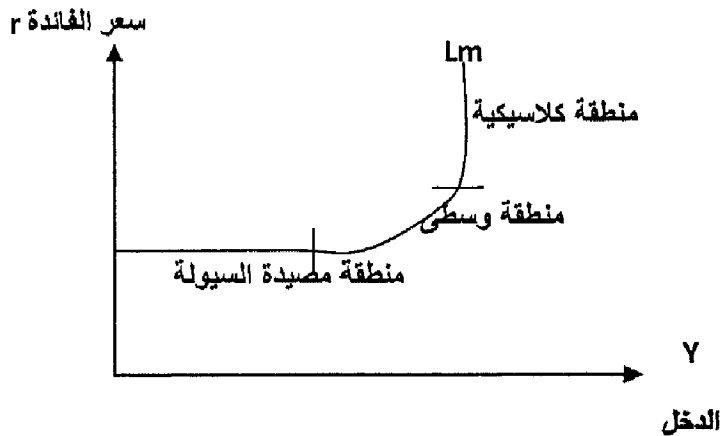 سعر الفائدة r
Lm
منطقة كلاسيكية
منطقة وسطى
منطقة مصيدة السيولة
Y
الدخل